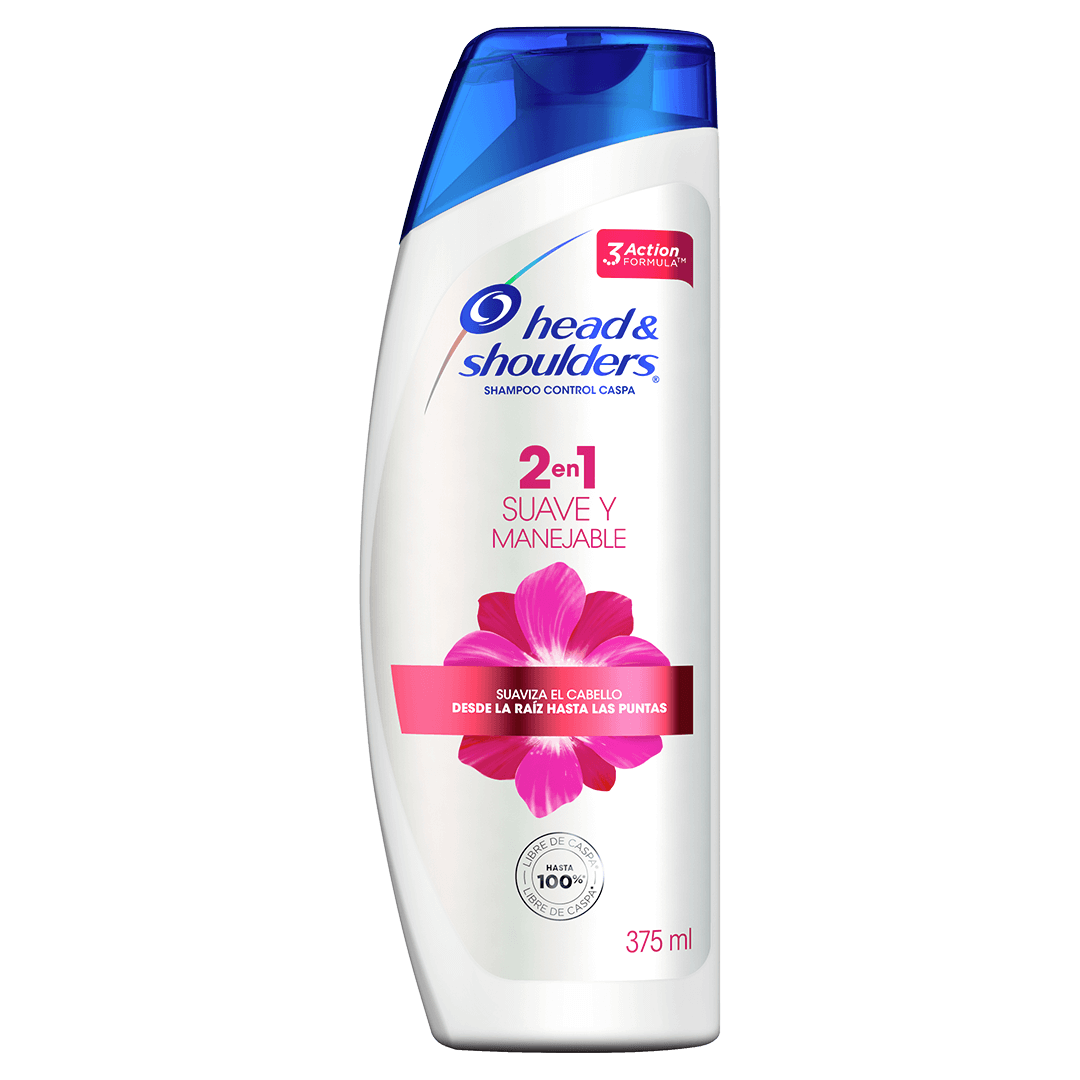 3 Action
FORMULA™
head &
shoulders®
SHAMPOO CONTROL CASPA
2en1
SUAVE Y
MANEJABLE
SUAVIZA EL CABELLO
DESDE LA RAÍZ HASTA LAS PUNTAS
LIBRE DE CASPA*
HASTA
100%*
LIBRE DE CASPA*
375 ml